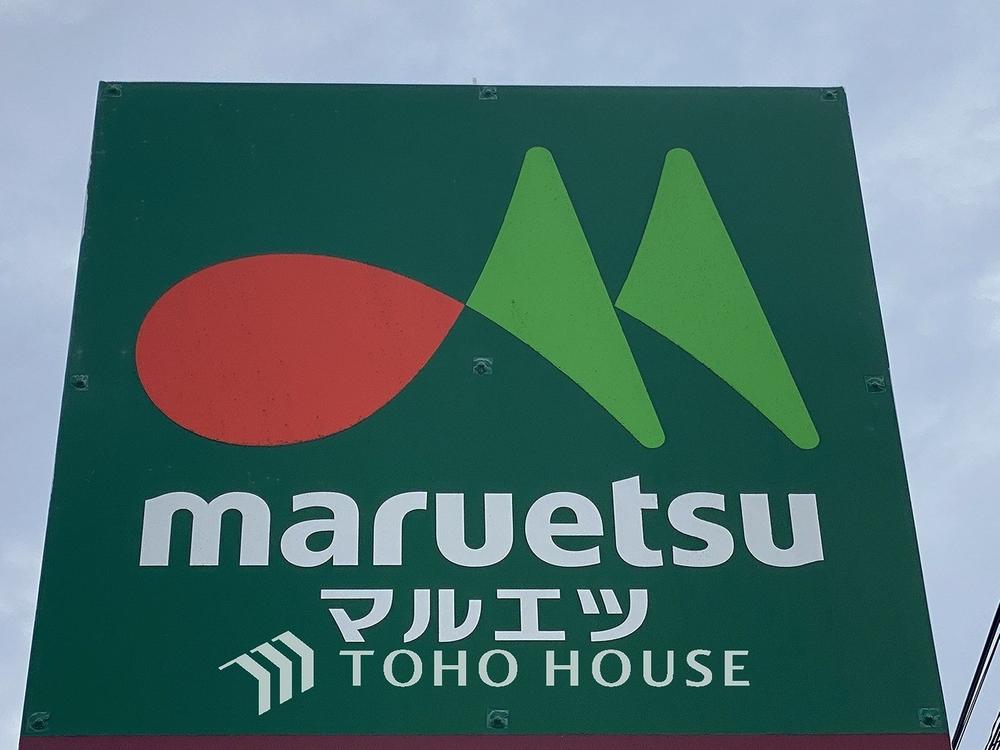 maruetsu
マルエツ
TOHO HOUSE